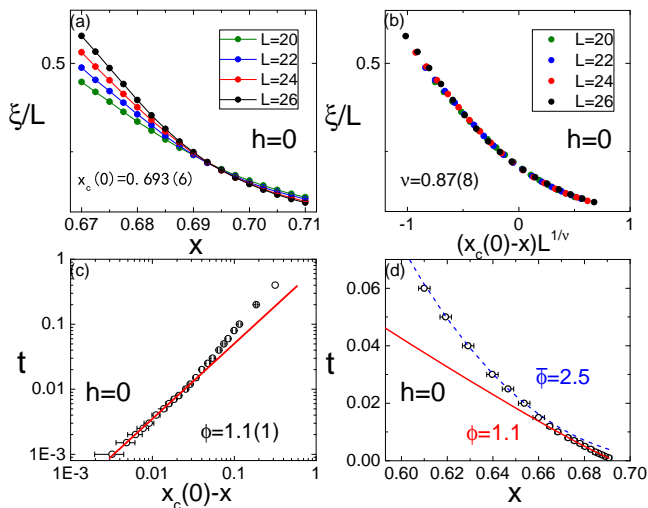 (a)
L=20
L=22
L=24
L=26
0.5
ξ/L
h=0
x_c(0)=0.693(6)
0.67 0.68 0.69 0.70 0.71
x
(b)
L=20
L=22
L=24
L=26
0.5
ξ/L
h=0
ν=0.87(8)
-1 0 1
(x_c(0)-x)L^{1/ν}
(c)
1
0.1
t
0.01
1E-3
h=0
ϕ=1.1(1)
1E-3 0.01 0.1 1
x_c(0)-x
(d)
0.06
0.04
t
0.02
0.00
ϕ̄=2.5
h=0
ϕ=1.1
0.60 0.62 0.64 0.66 0.68 0.70
x